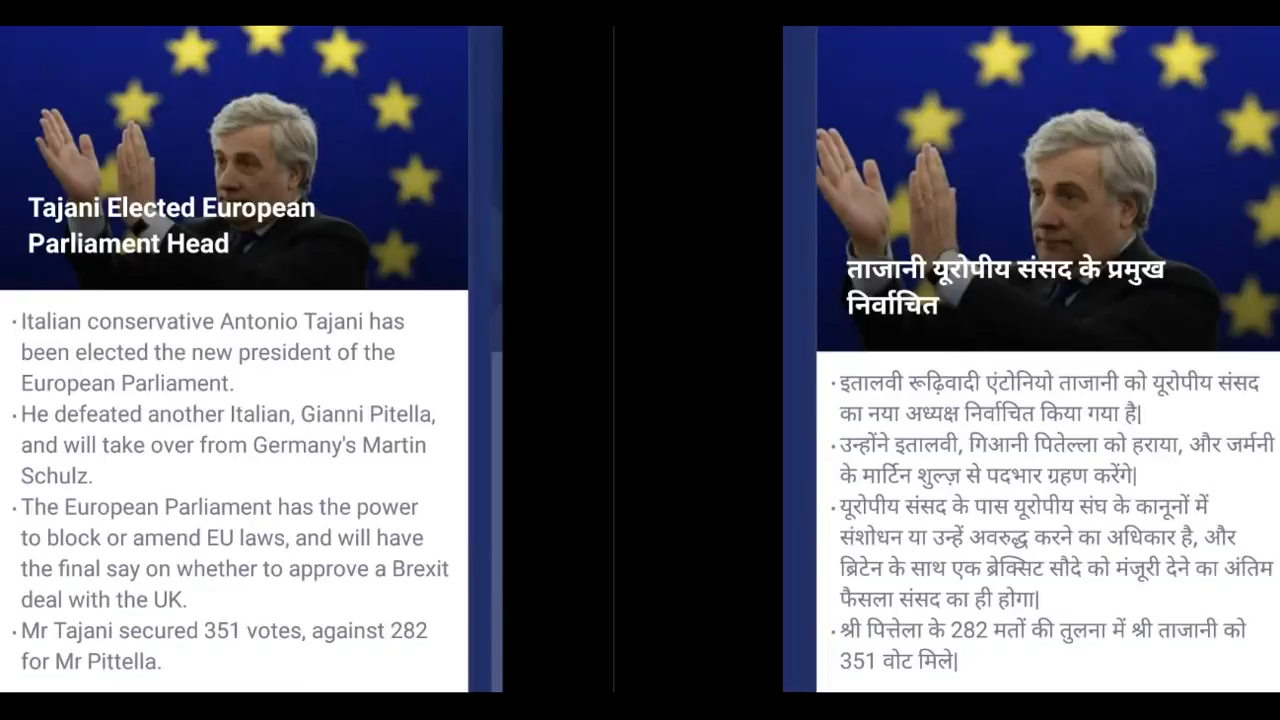 Tajani Elected European
Parliament Head
· Italian conservative Antonio Tajani has
been elected the new president of the
European Parliament.
· He defeated another Italian, Gianni Pitella,
and will take over from Germany's Martin
Schulz.
· The European Parliament has the power
to block or amend EU laws, and will have
the final say on whether to approve a Brexit
deal with the UK.
· Mr Tajani secured 351 votes, against 282
for Mr Pittella.
ताजानी यूरोपीय संसद के प्रमुख
निर्वाचित
· इतालवी रूढ़िवादी एंटोनियो ताजानी को यूरोपीय संसद
का नया अध्यक्ष निर्वाचित किया गया है|
· उन्होंने इतालवी, गिआनी पितेल्ला को हराया, और जर्मनी
के मार्टिन शुल्ज़ से पदभार ग्रहण करेंगे|
· यूरोपीय संसद के पास यूरोपीय संघ के कानूनों में
संशोधन या उन्हें अवरुद्ध करने का अधिकार है, और
ब्रिटेन के साथ एक ब्रेक्सिट सौदे को मंजूरी देने का अंतिम
फैसला संसद का ही होगा|
· श्री पित्तेला के 282 मतों की तुलना में श्री ताजानी को
351 वोट मिले|